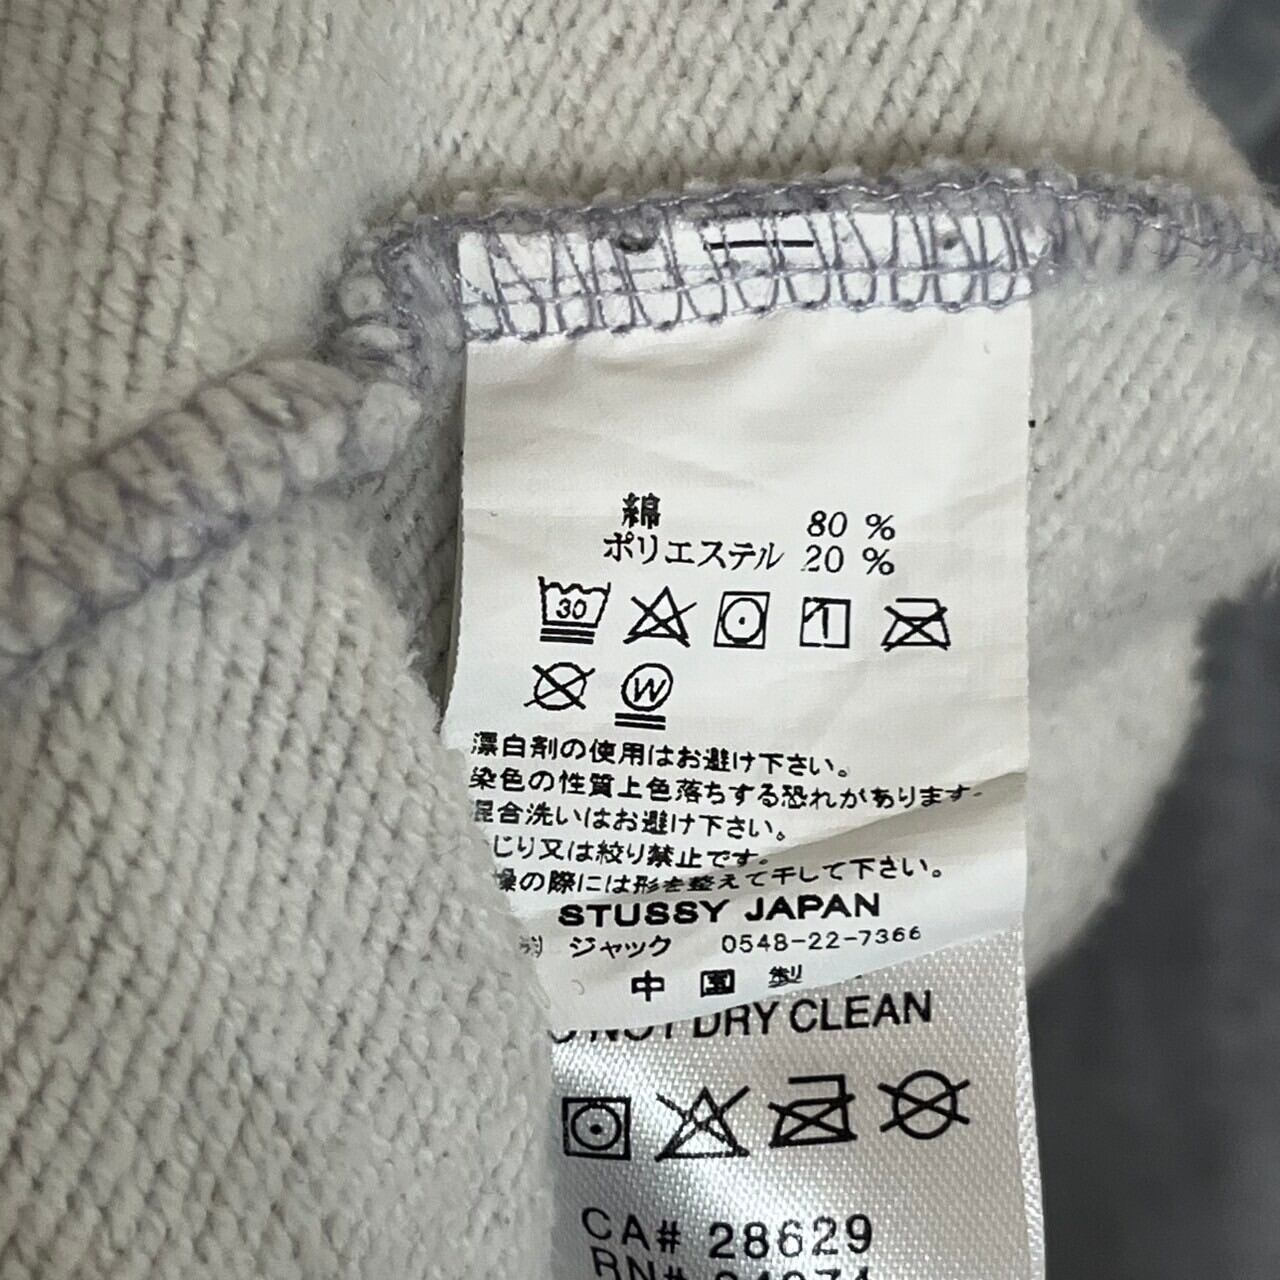 綿 80 %
ポリエステル 20 %
30
W
漂白剤の使用はお避け下さい。
染色の性質上色落ちする恐れがあります。
混合洗いはお避け下さい。
じり又は絞り禁止です。
燥の際には形を整えて干して下さい。
STUSSY JAPAN
ジャック 0548-22-7366
中国製
NOT DRY CLEAN
CA# 28629
RN#